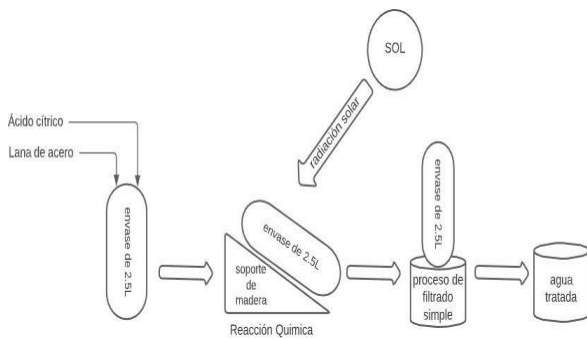 SOL
radiación solar
Ácido cítrico
Lana de acero
envase de 2.5L
envase de 2.5L
soporte
de
madera
Reacción Quimica
envase de 2.5L
proceso de
filtrado
simple
agua
tratada